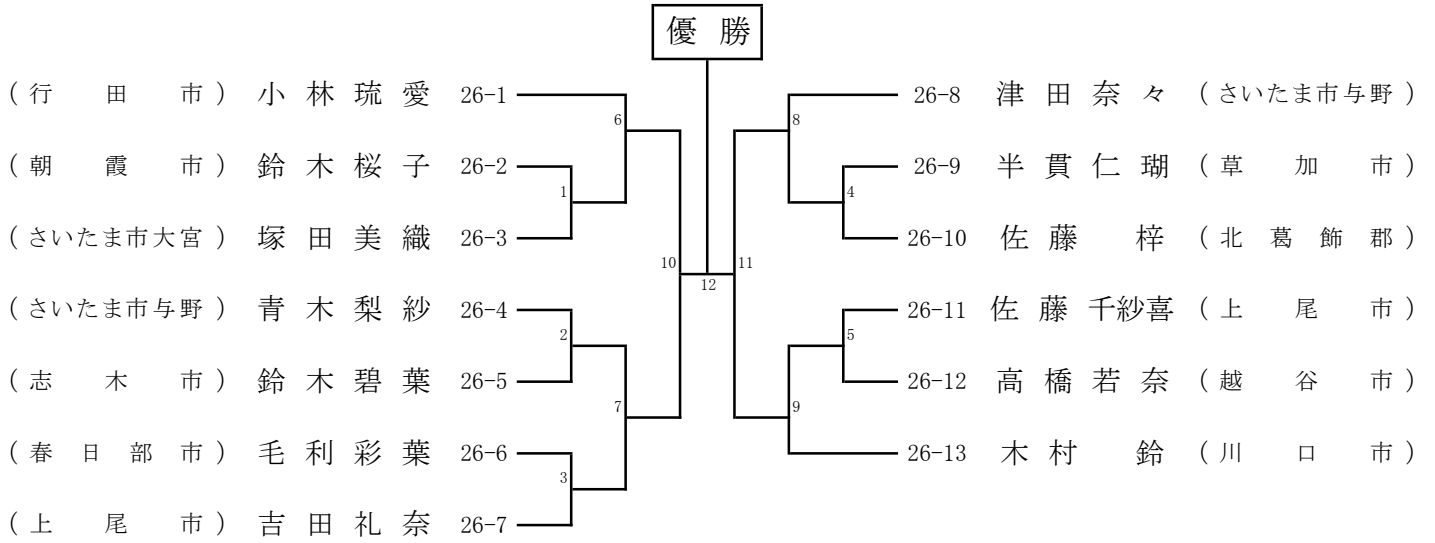 優勝
(行田市) 小林琉愛 26-1
(朝霞市) 鈴木桜子 26-2
(さいたま市大宮) 塚田美織 26-3
(さいたま市与野) 青木梨紗 26-4
(志木市) 鈴木碧葉 26-5
(春日部市) 毛利彩葉 26-6
(上尾市) 吉田礼奈 26-7
1
2
3
6
7
10
12
11
8
9
4
5
26-8 津田奈々 (さいたま市与野)
26-9 半貫仁瑚 (草加市)
26-10 佐藤梓 (北葛飾郡)
26-11 佐藤千紗喜 (上尾市)
26-12 高橋若奈 (越谷市)
26-13 木村鈴 (川口市)